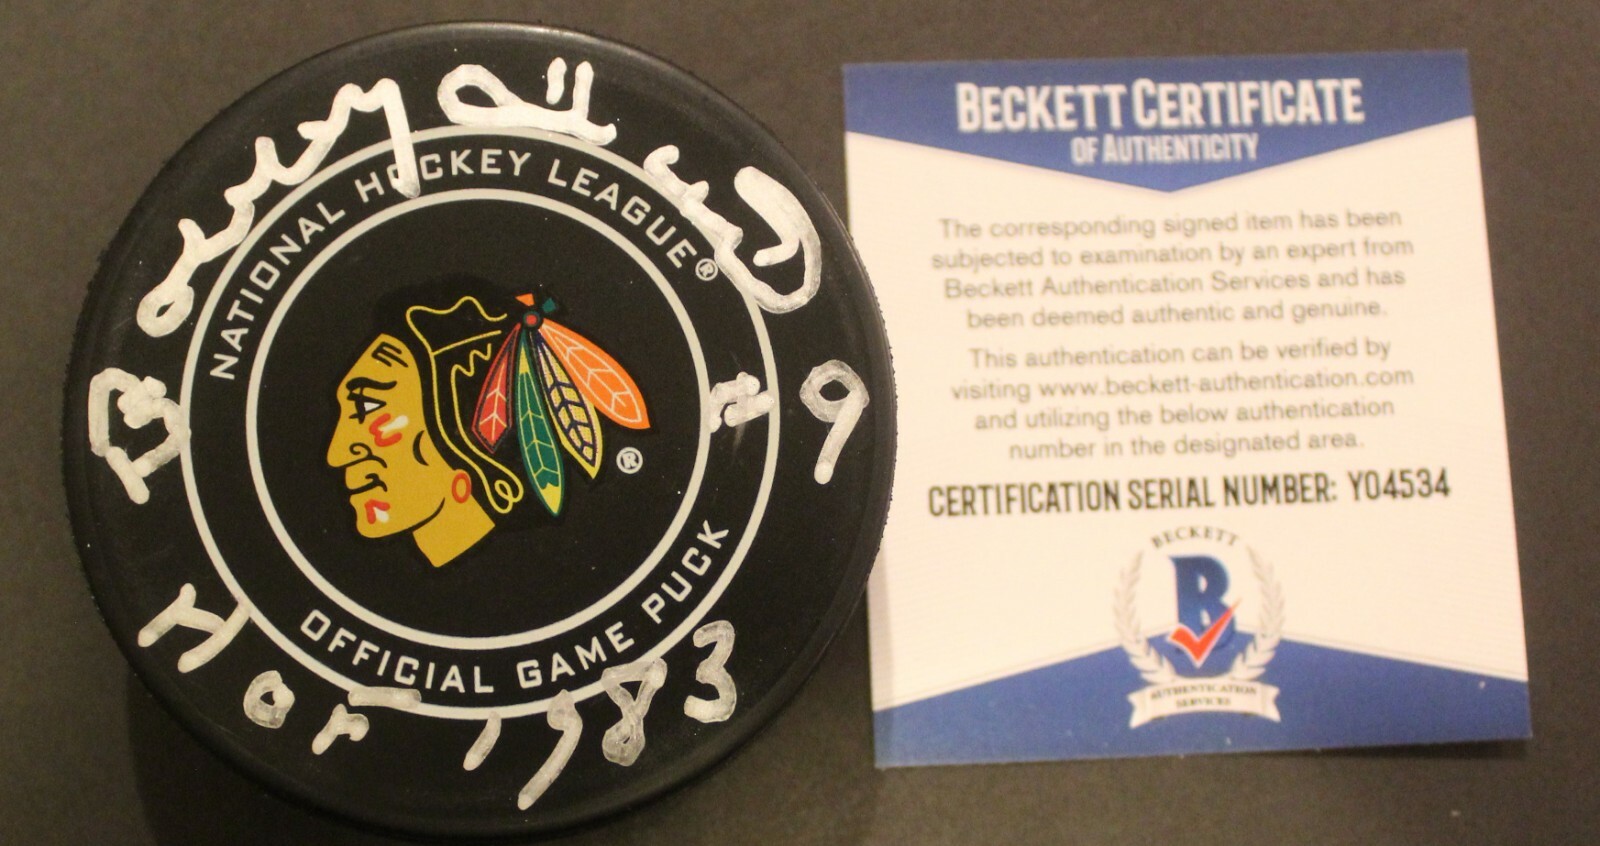 Bobby Hull #9
HOF 1983
NATIONAL HOCKEY LEAGUE®
®
OFFICIAL GAME PUCK
BECKETT CERTIFICATE
OF AUTHENTICITY
The corresponding signed item has been
subjected to examination by an expert from
Beckett Authentication Services and has
been deemed authentic and genuine.
This authentication can be verified by
visiting www.beckett-authentication.com
and utilizing the below authentication
number in the designated area.
CERTIFICATION SERIAL NUMBER: Y04534
BECKETT
B
AUTHENTICATION
SERVICES